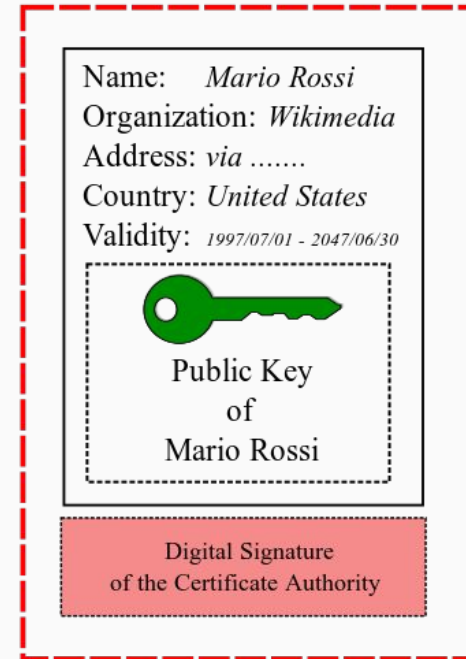 Name: Mario Rossi
Organization: Wikimedia
Address: via .......
Country: United States
Validity: 1997/07/01 - 2047/06/30
Public Key
of
Mario Rossi
Digital Signature
of the Certificate Authority